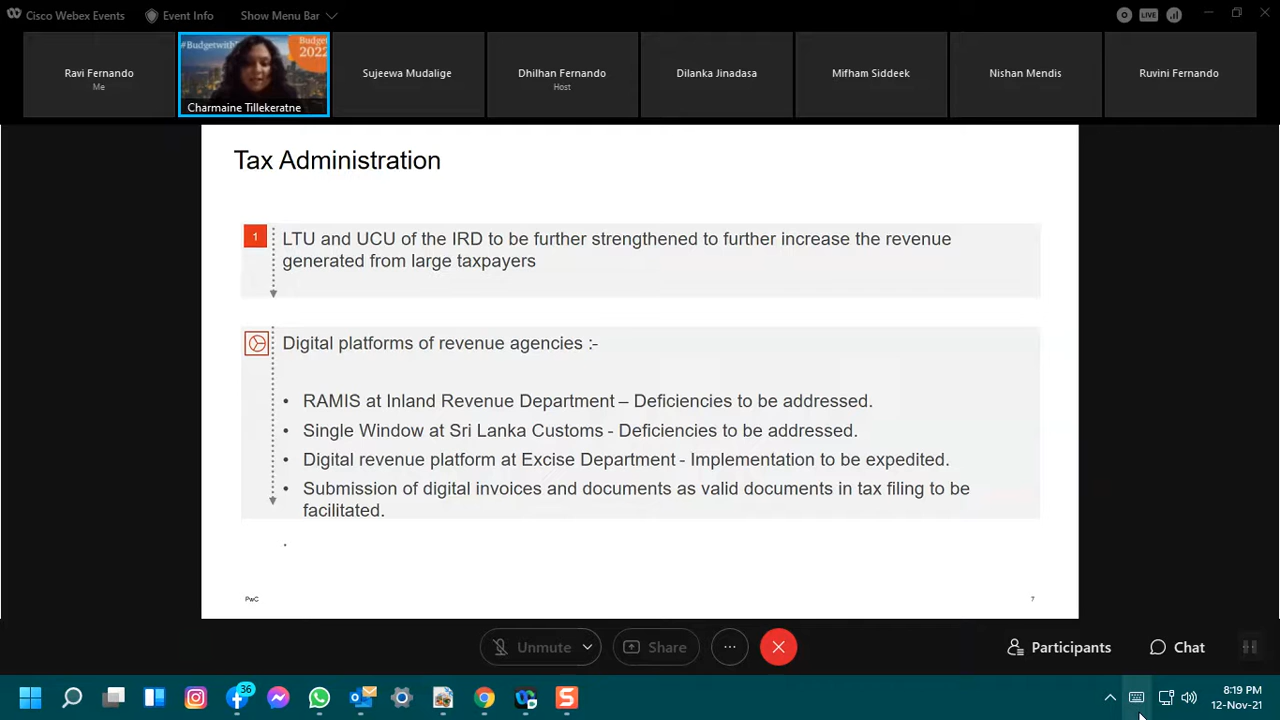 Cisco Webex Events
Event Info
Show Menu Bar
LIVE
Ravi Fernando
Me
#Budgetwith
Budget
2022
Charmaine Tillekeratne
Sujeewa Mudalige
Dhilhan Fernando
Host
Dilanka Jinadasa
Mifham Siddeek
Nishan Mendis
Ruvini Fernando
Tax Administration
1
LTU and UCU of the IRD to be further strengthened to further increase the revenue
generated from large taxpayers
Digital platforms of revenue agencies :-
• RAMIS at Inland Revenue Department – Deficiencies to be addressed.
• Single Window at Sri Lanka Customs - Deficiencies to be addressed.
• Digital revenue platform at Excise Department - Implementation to be expedited.
• Submission of digital invoices and documents as valid documents in tax filing to be
facilitated.
.
PwC
7
Unmute
Share
Participants
Chat
36
S
8:19 PM
12-Nov-21